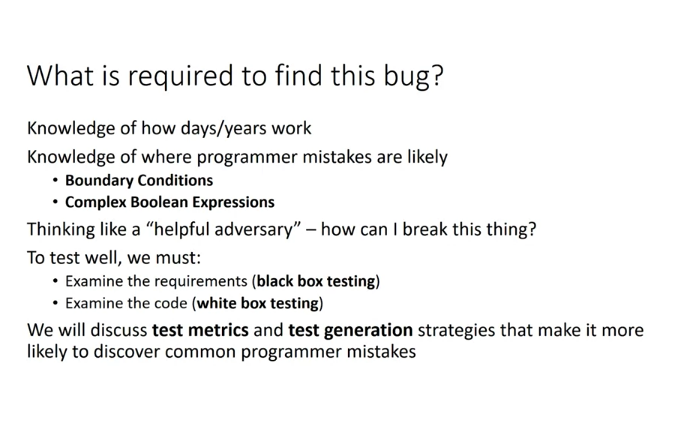 What is required to find this bug?
Knowledge of how days/years work
Knowledge of where programmer mistakes are likely
• Boundary Conditions
• Complex Boolean Expressions
Thinking like a “helpful adversary” – how can I break this thing?
To test well, we must:
• Examine the requirements (black box testing)
• Examine the code (white box testing)
We will discuss test metrics and test generation strategies that make it more
likely to discover common programmer mistakes